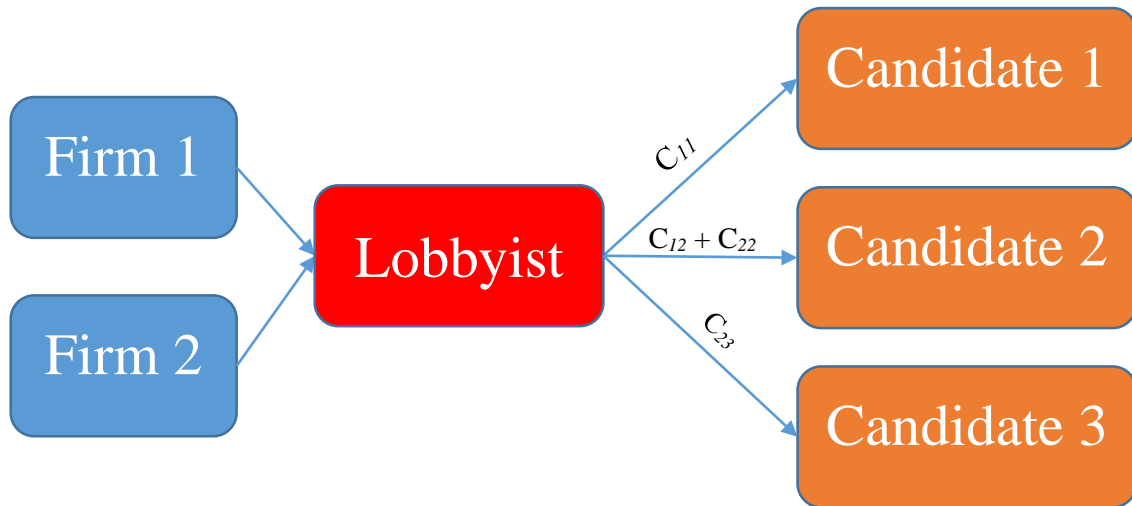 Firm 1
Firm 2
Lobbyist
C11
C12 + C22
C23
Candidate 1
Candidate 2
Candidate 3